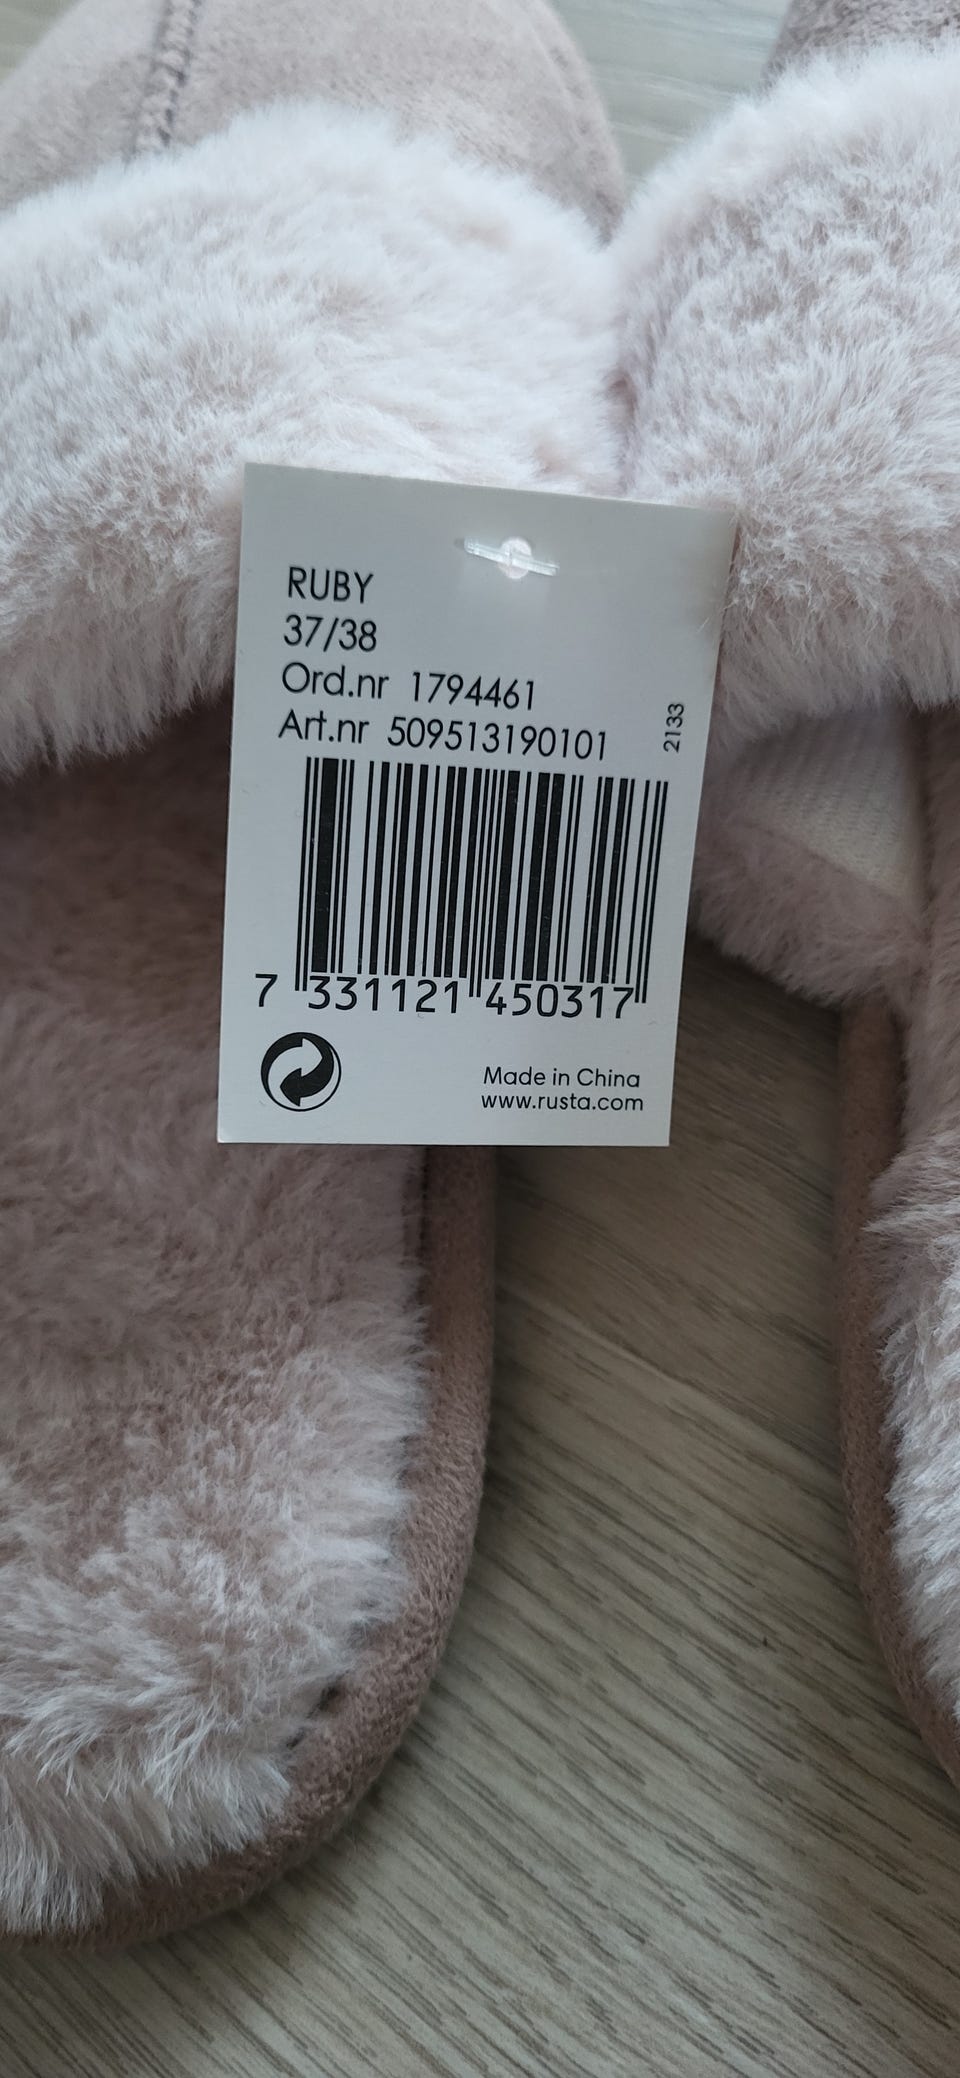 RUBY
37/38
Ord.nr 1794461
Art.nr 509513190101
2133
7 331121 450317
Made in China
www.rusta.com